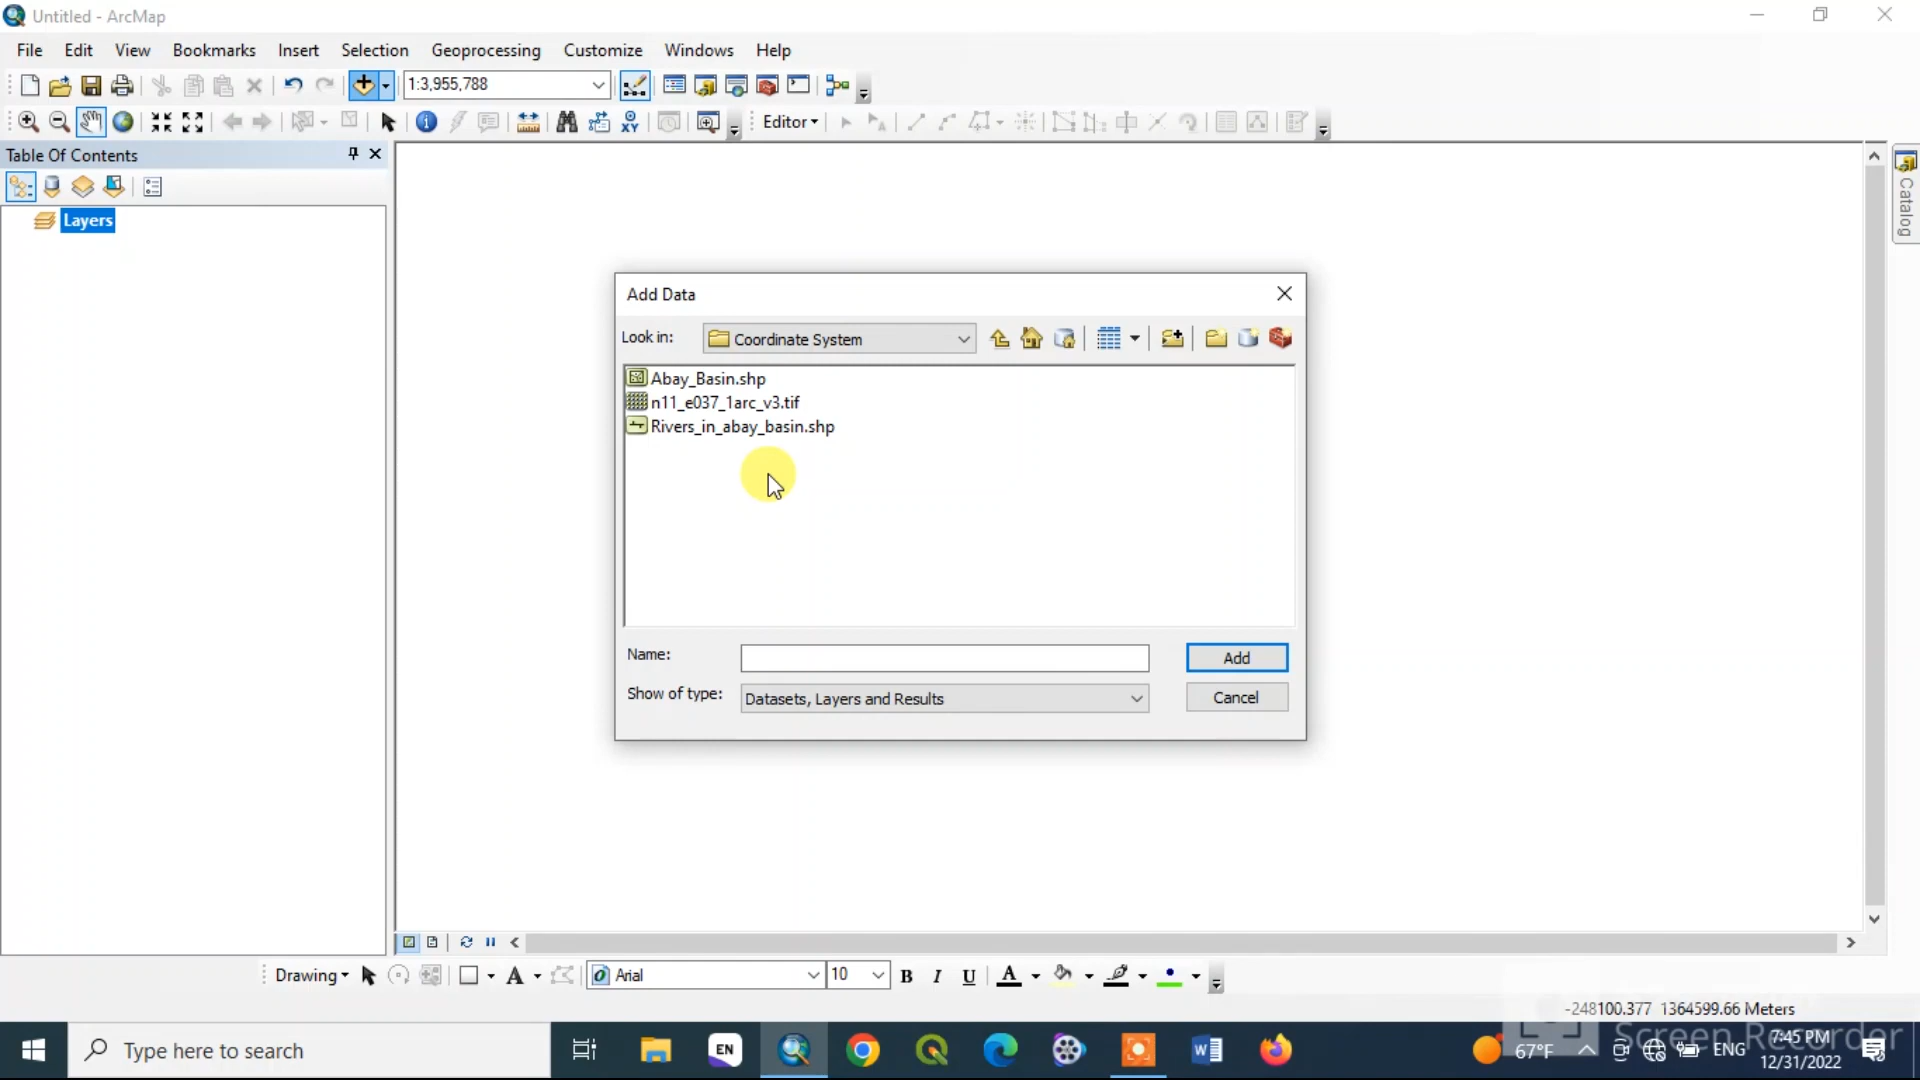 Untitled - ArcMap
File Edit View Bookmarks Insert Selection Geoprocessing Customize Windows Help
1:3,955,788
Editor
Table Of Contents
Layers
Catalog
Add Data
Look in: Coordinate System
Abay_Basin.shp
n11_e037_1arc_v3.tif
Rivers_in_abay_basin.shp
Name:
Add
Show of type: Datasets, Layers and Results
Cancel
Drawing
A
Arial
10
B I U A
-248100.377 1364599.66 Meters
Screen Recorder
Type here to search
EN
67°F
ENG
7:45 PM
12/31/2022